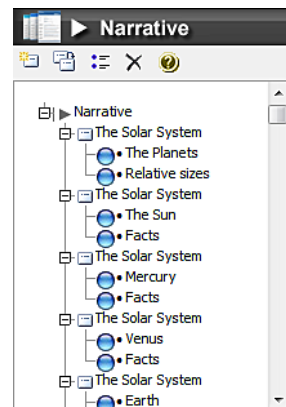 Narrative
Narrative
The Solar System
• The Planets
• Relative sizes
The Solar System
• The Sun
• Facts
The Solar System
• Mercury
• Facts
The Solar System
• Venus
• Facts
The Solar System
• Earth